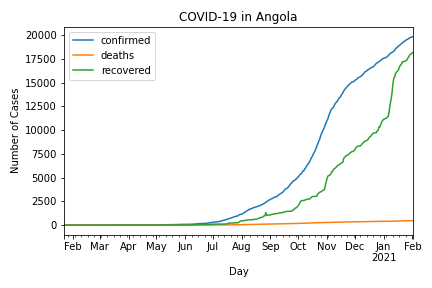 COVID-19 in Angola
confirmed
deaths
recovered
Number of Cases
20000
17500
15000
12500
10000
7500
5000
2500
0
Feb Mar Apr May Jun Jul Aug Sep Oct Nov Dec Jan Feb
2021
Day